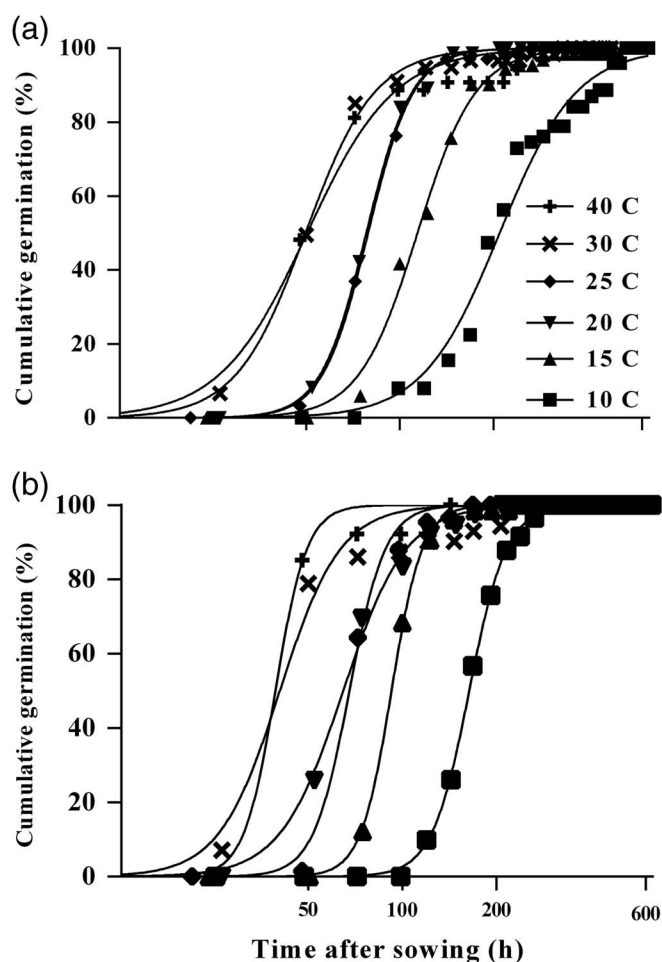 (a)
100
80
60
40
20
0
Cumulative germination (%)
40 C
30 C
25 C
20 C
15 C
10 C
(b)
100
80
60
40
20
0
Cumulative germination (%)
50 100 200 600
Time after sowing (h)